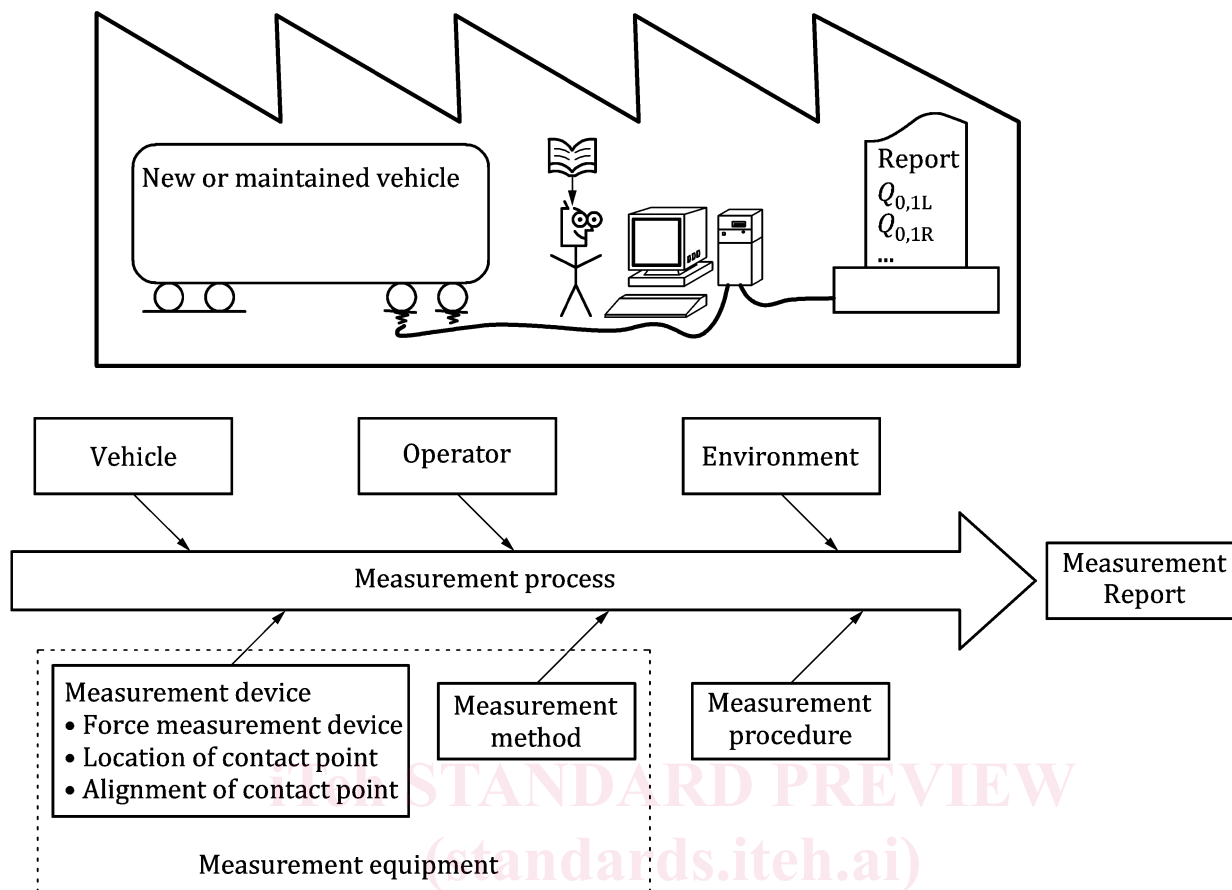 New or maintained vehicle
Report
Q0,1L
Q0,1R
...
Vehicle
Operator
Environment
Measurement process
Measurement
Report
Measurement device
• Force measurement device
• Location of contact point
• Alignment of contact point
Measurement
method
Measurement
procedure
Measurement equipment
iTeh STANDARD PREVIEW
(standards.iteh.ai)